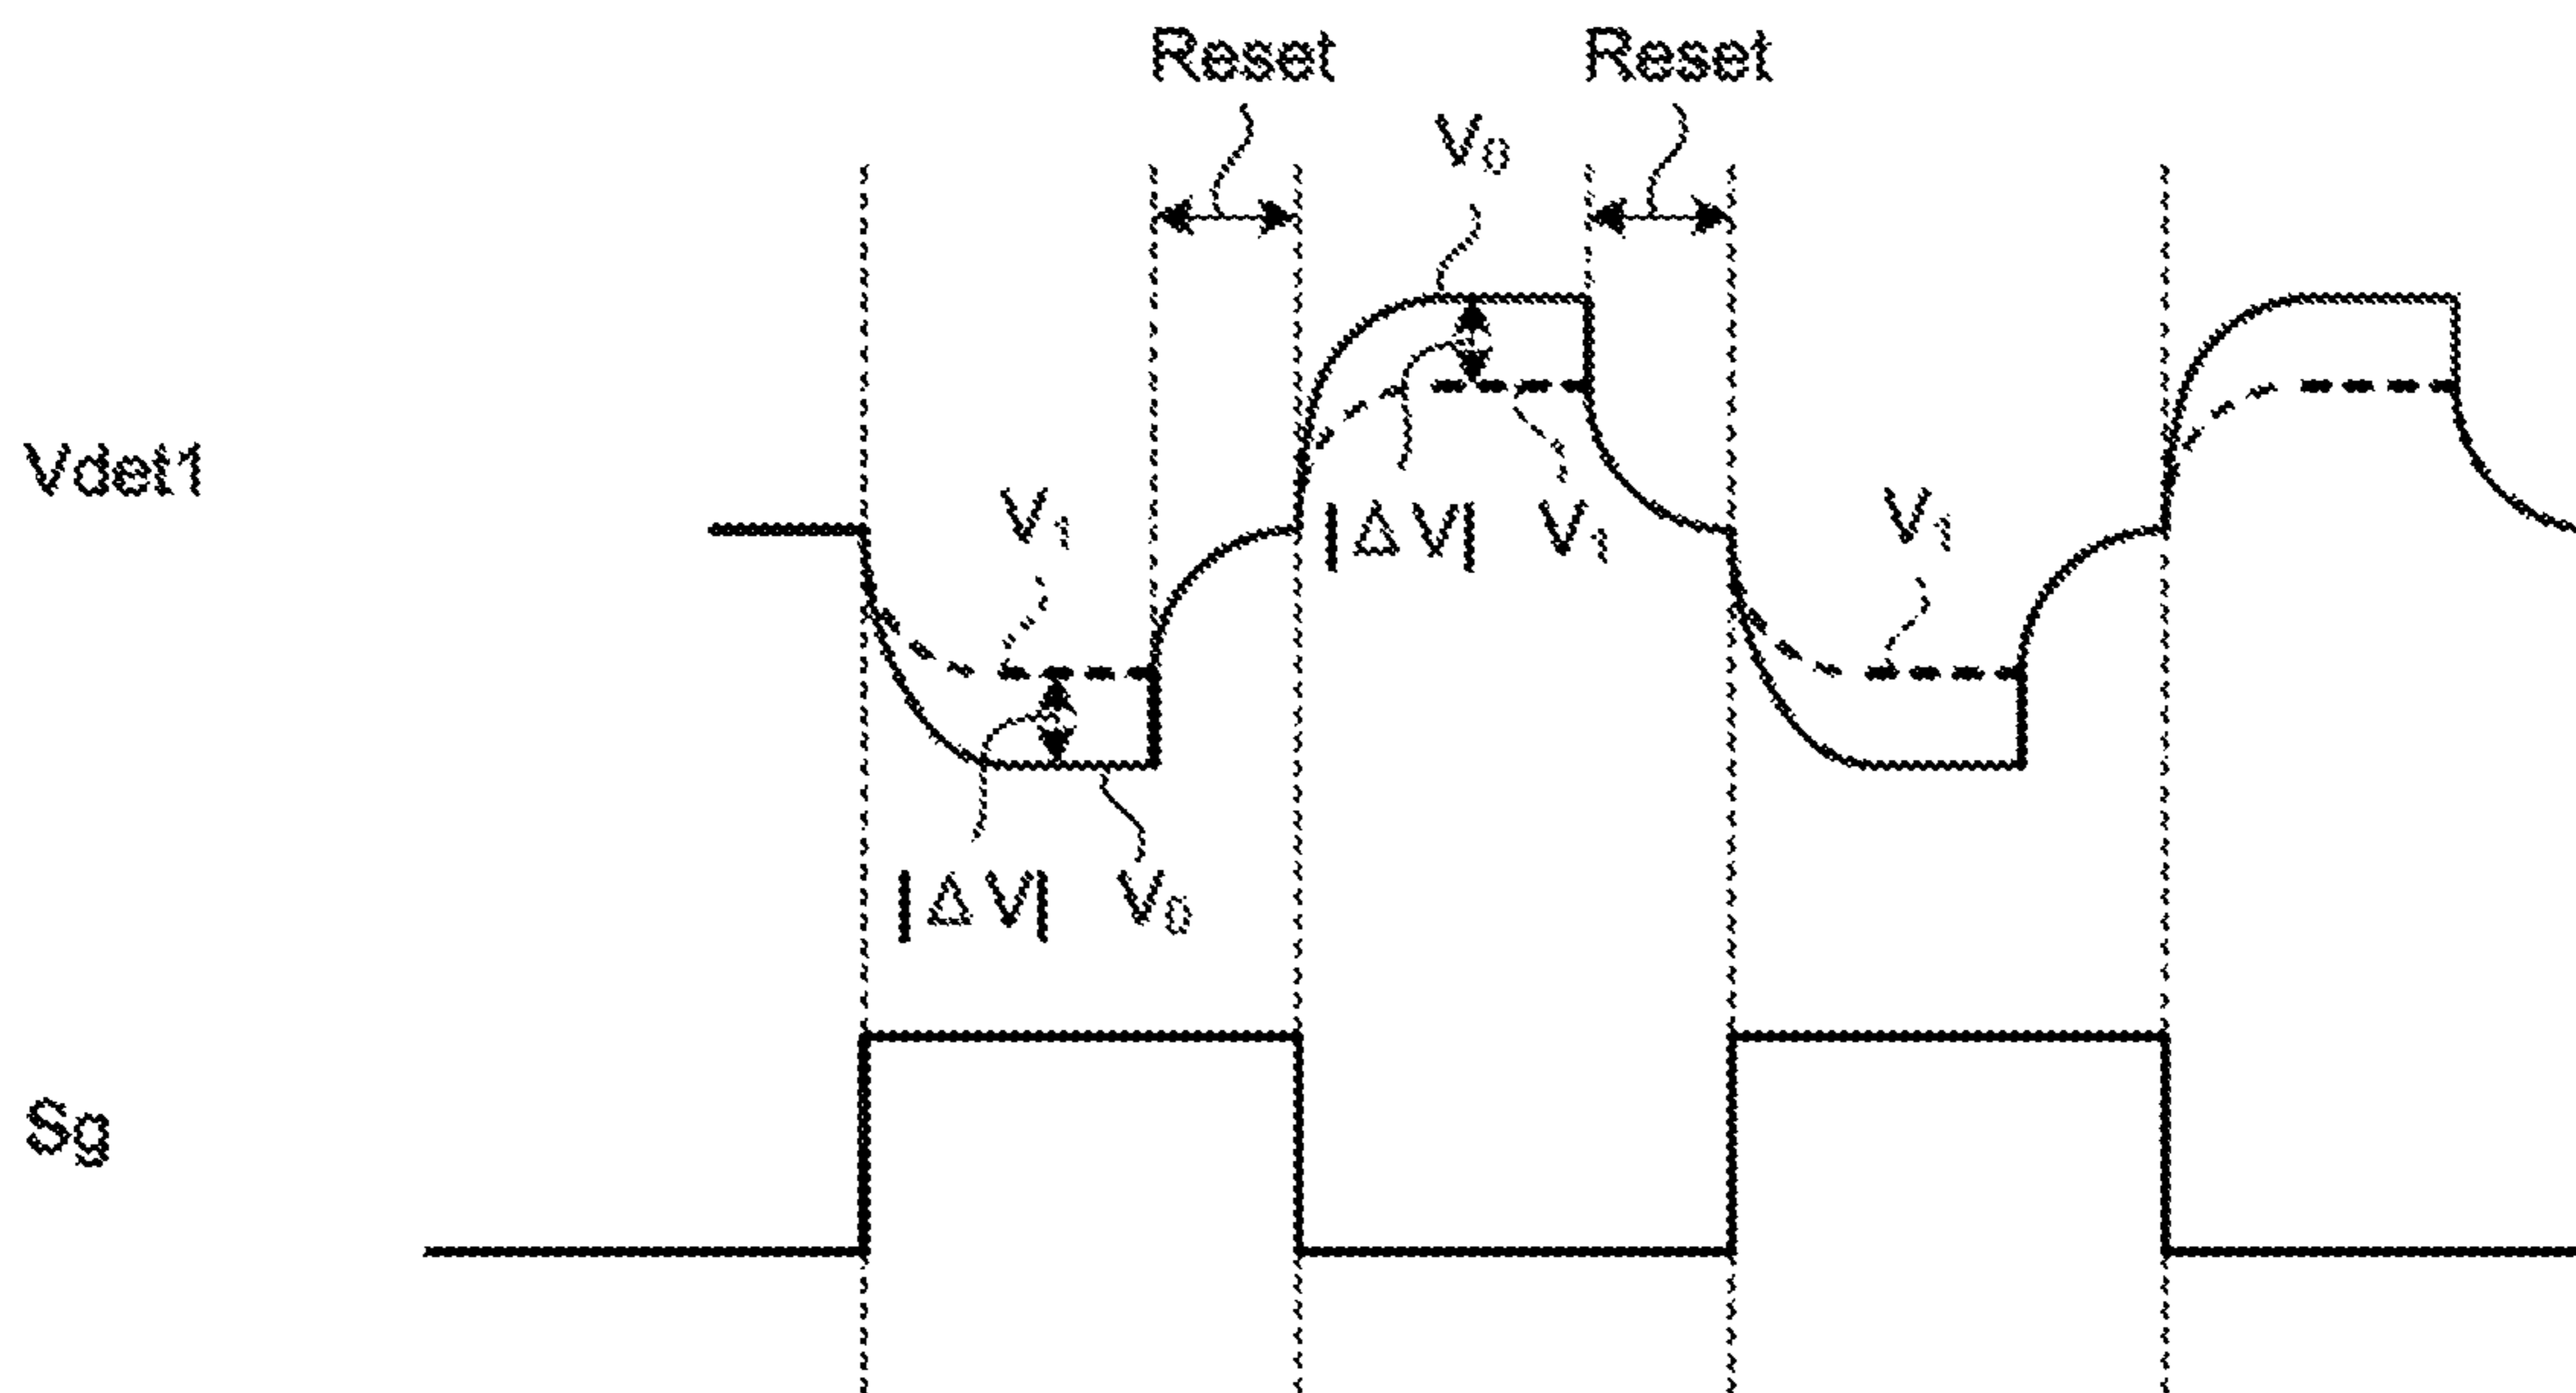 Reset Reset
V₀
Vdet1
V₁ |ΔV| V₁ V₁
|ΔV| V₀
Sg